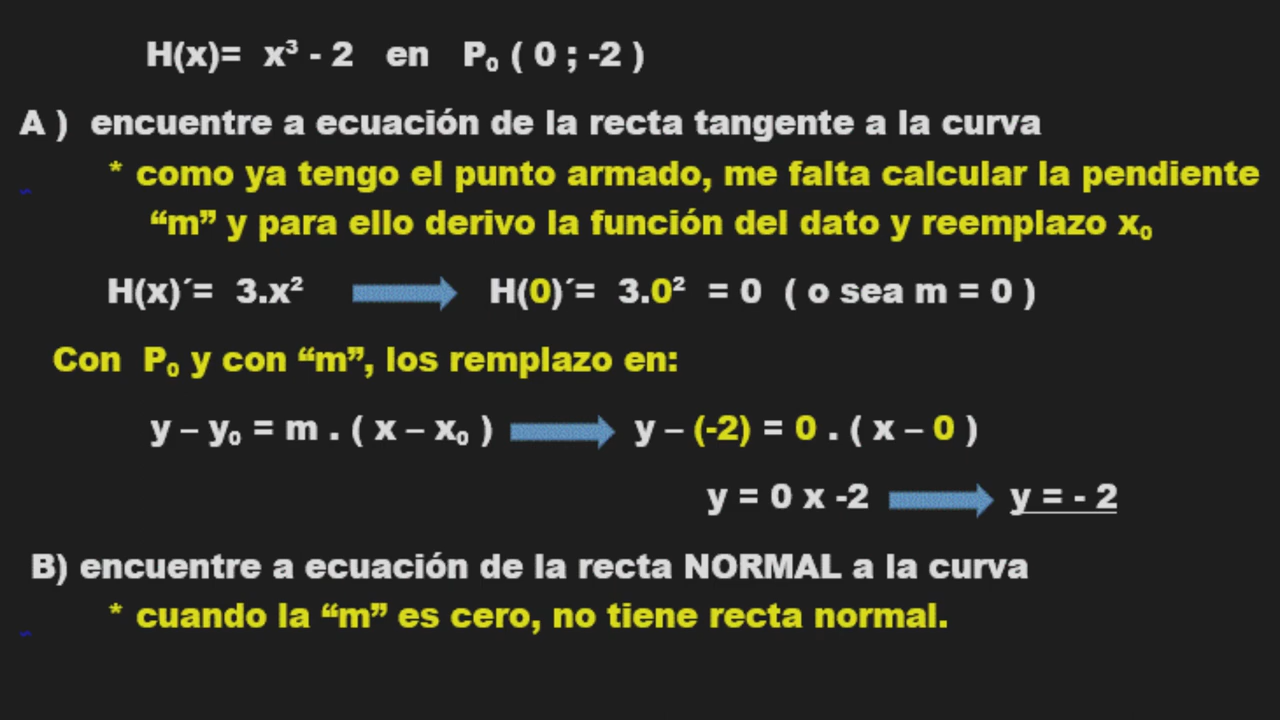 H(x)= x³ - 2 en P₀ ( 0 ; -2 )
A ) encuentre a ecuación de la recta tangente a la curva
* como ya tengo el punto armado, me falta calcular la pendiente
“m” y para ello derivo la función del dato y reemplazo x₀
H(x)´= 3.x² H(0)´= 3.0² = 0 ( o sea m = 0 )
Con P₀ y con “m”, los remplazo en:
y – y₀ = m . ( x – x₀ ) y – (-2) = 0 . ( x – 0 )
y = 0 x -2 y = - 2
B) encuentre a ecuación de la recta NORMAL a la curva
* cuando la “m” es cero, no tiene recta normal.